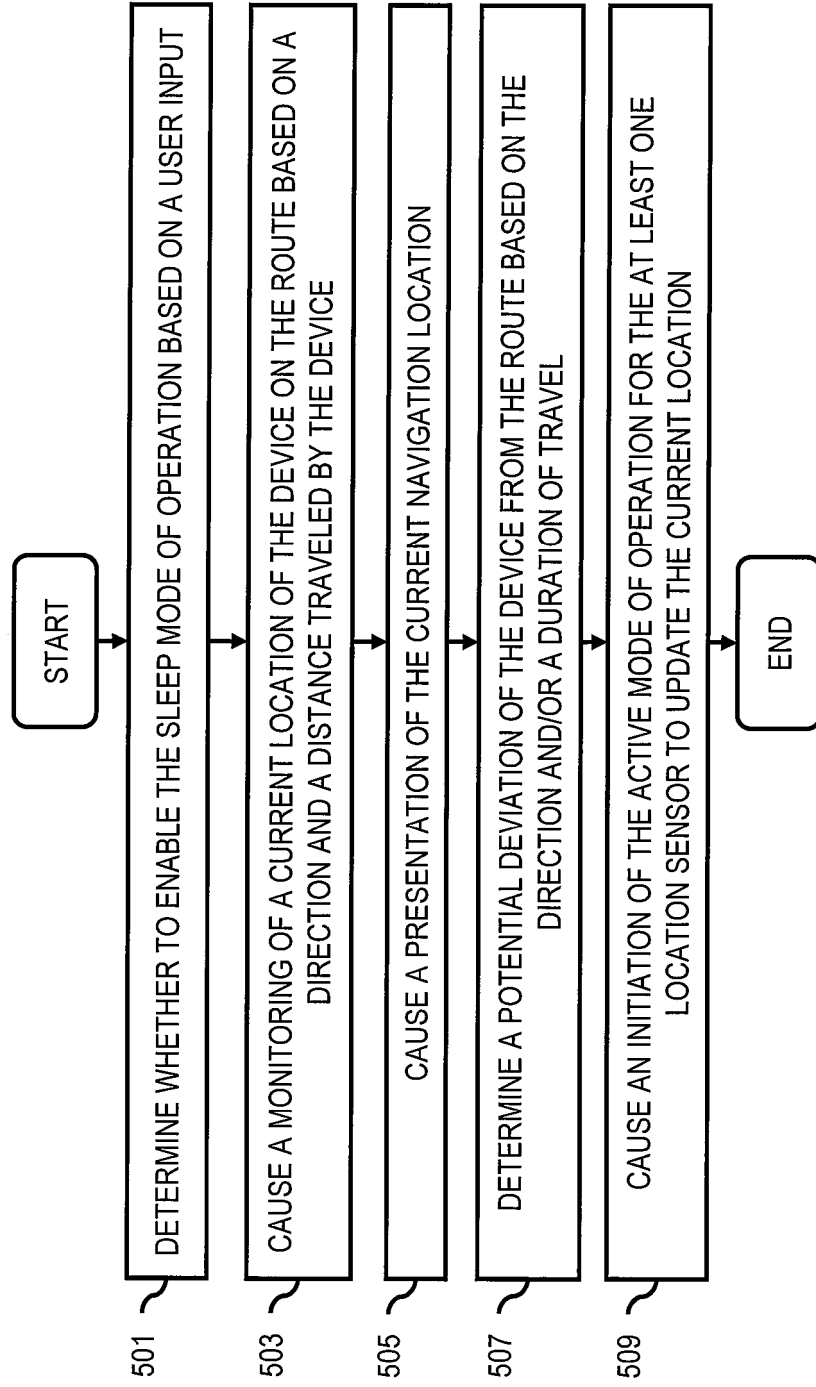 START
501
DETERMINE WHETHER TO ENABLE THE SLEEP MODE OF OPERATION BASED ON A USER INPUT
503
CAUSE A MONITORING OF A CURRENT LOCATION OF THE DEVICE ON THE ROUTE BASED ON A
DIRECTION AND A DISTANCE TRAVELED BY THE DEVICE
505
CAUSE A PRESENTATION OF THE CURRENT NAVIGATION LOCATION
507
DETERMINE A POTENTIAL DEVIATION OF THE DEVICE FROM THE ROUTE BASED ON THE
DIRECTION AND/OR A DURATION OF TRAVEL
509
CAUSE AN INITIATION OF THE ACTIVE MODE OF OPERATION FOR THE AT LEAST ONE
LOCATION SENSOR TO UPDATE THE CURRENT LOCATION
END